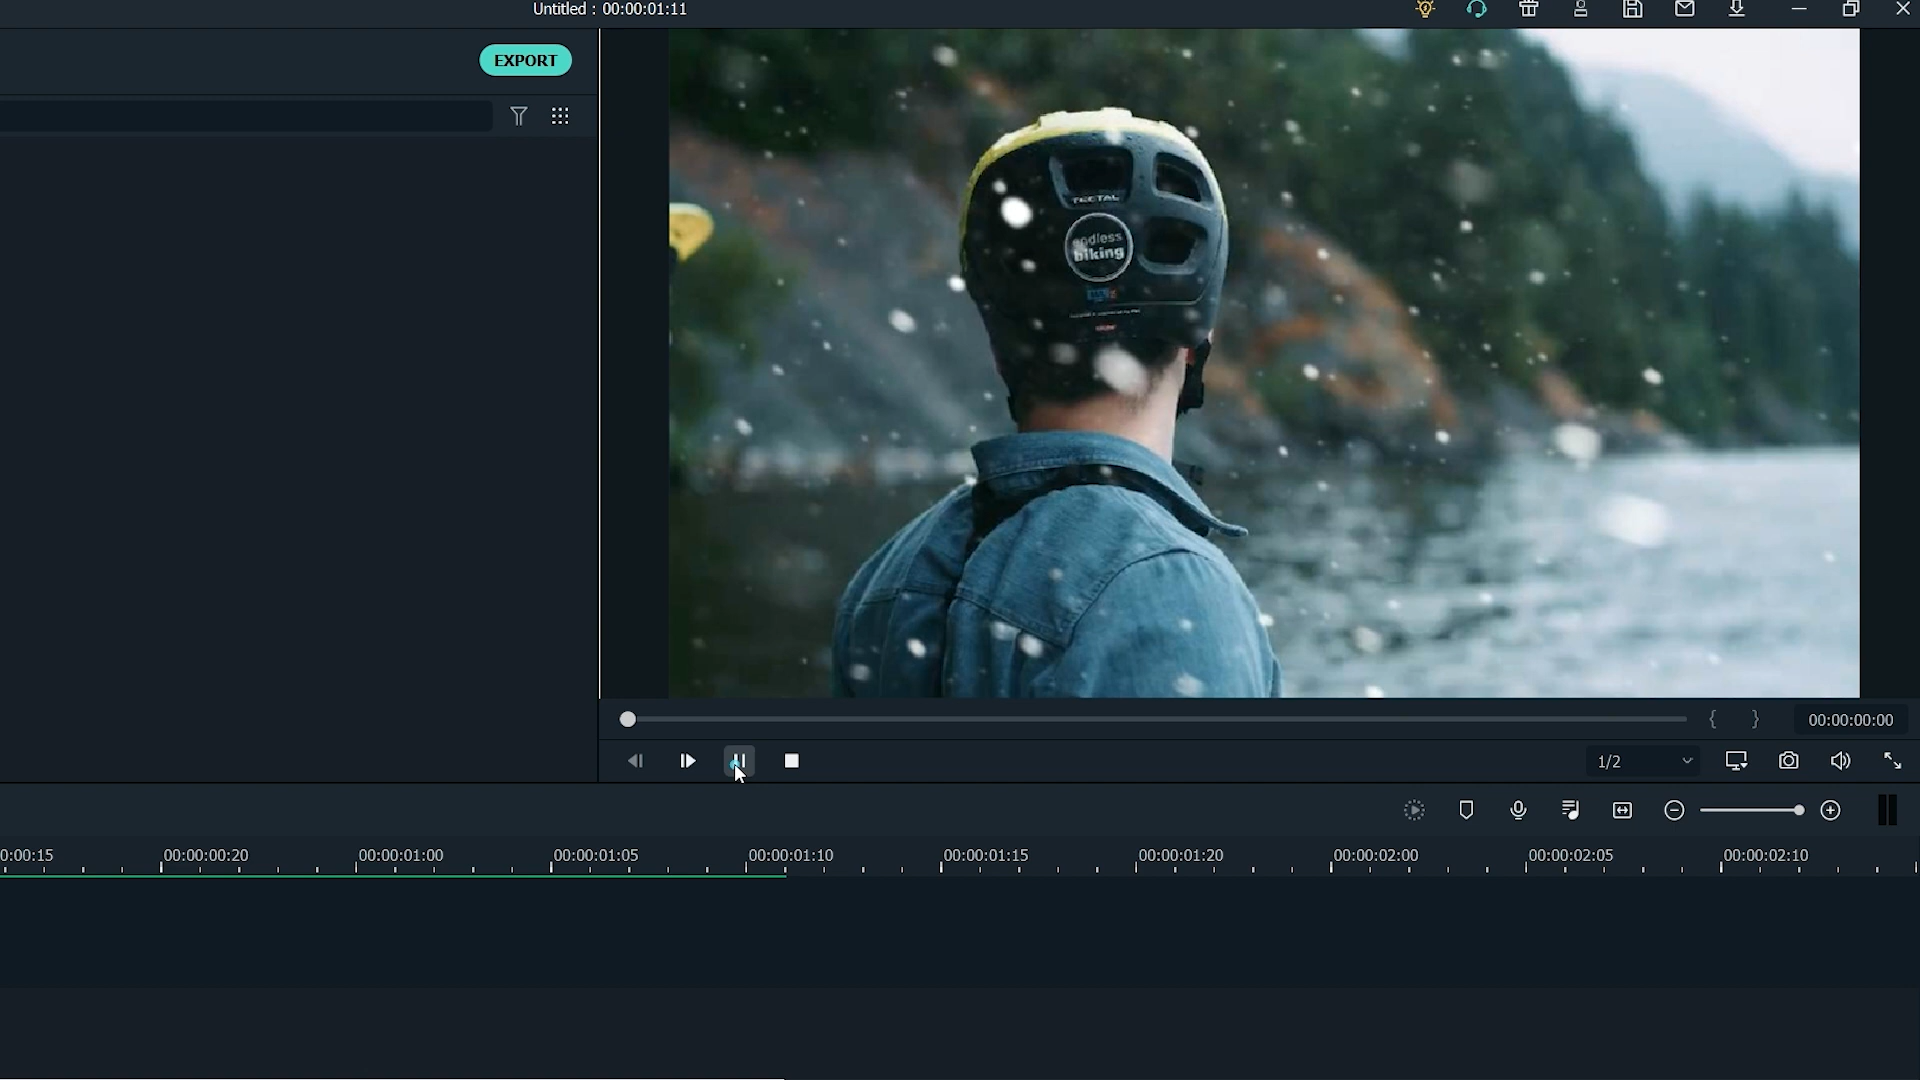 Untitled : 00:00:01:11
EXPORT
TECTAL
endless
biking
00:00:00:00
1/2
0:00:15
00:00:00:20
00:00:01:00
00:00:01:05
00:00:01:10
00:00:01:15
00:00:01:20
00:00:02:00
00:00:02:05
00:00:02:10